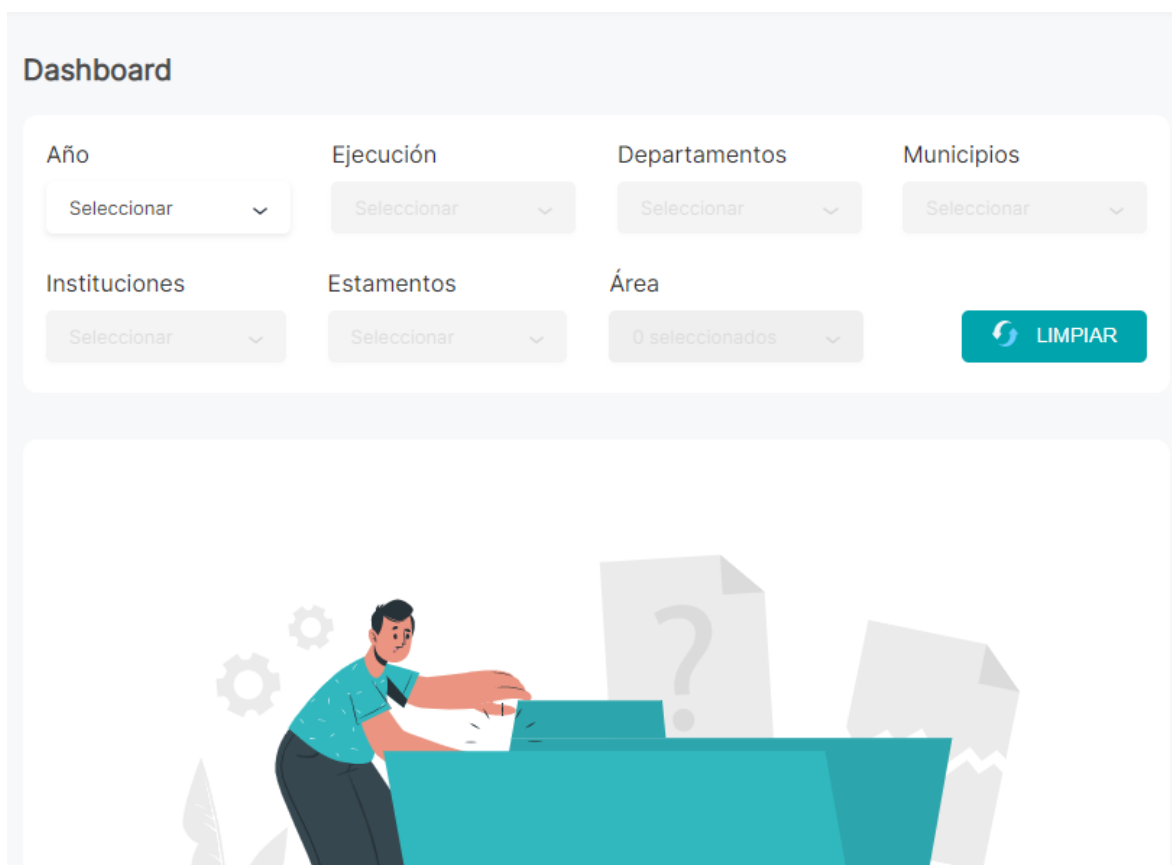 Dashboard
Año Ejecución Departamentos Municipios
Seleccionar Seleccionar Seleccionar Seleccionar
Instituciones Estamentos Área
Seleccionar Seleccionar 0 seleccionados LIMPIAR
?